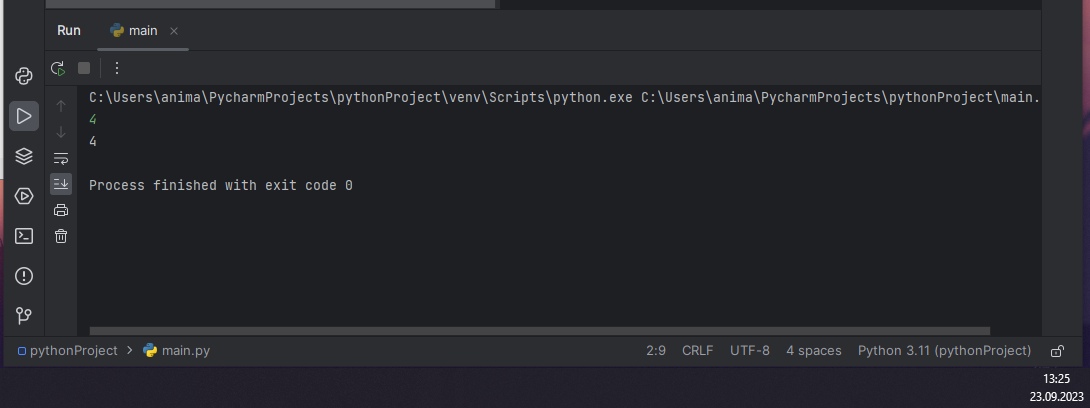 Run main
C:\Users\anima\PycharmProjects\pythonProject\venv\Scripts\python.exe C:\Users\anima\PycharmProjects\pythonProject\main.
4
4
Process finished with exit code 0
pythonProject > main.py 2:9 CRLF UTF-8 4 spaces Python 3.11 (pythonProject)
13:25
23.09.2023